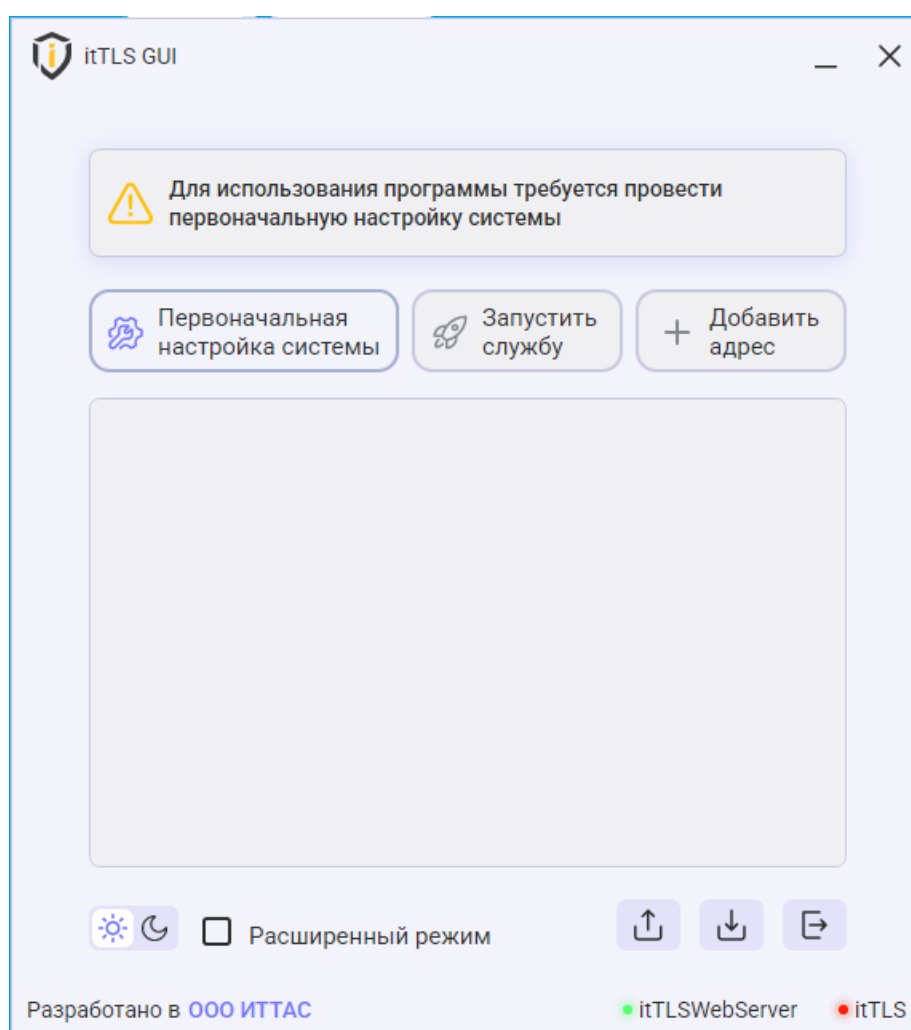 itTLS GUI
Для использования программы требуется провести
первоначальную настройку системы
Первоначальная
настройка системы
Запустить
службу
Добавить
адрес
Расширенный режим
Разработано в ООО ИТТАС
itTLSWebServer
itTLS